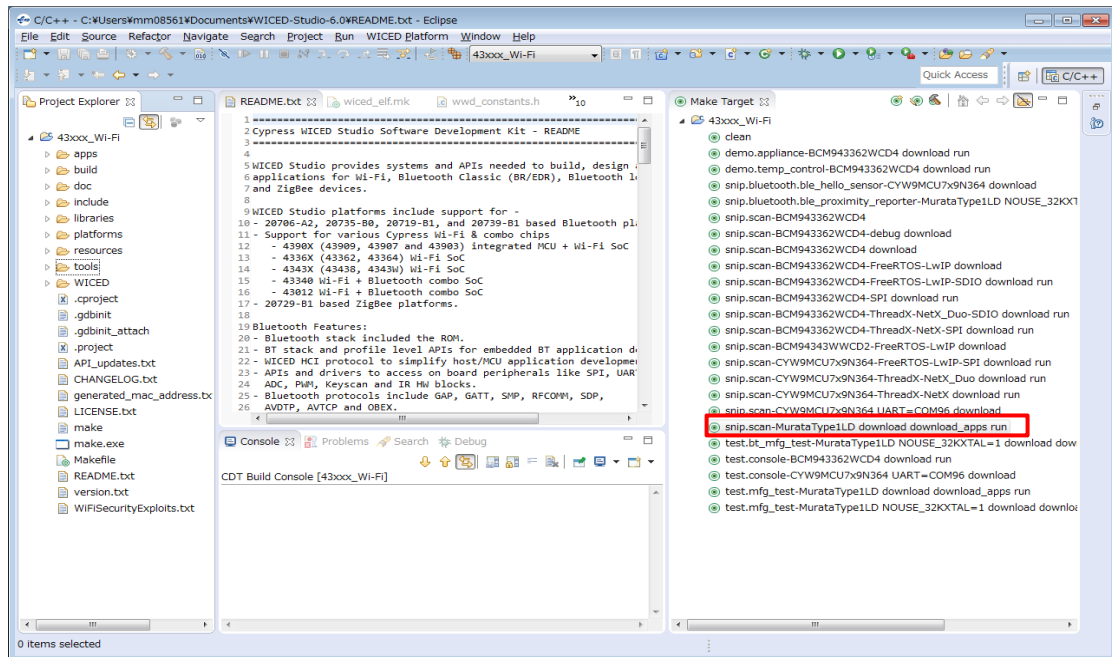 C/C++ - C:¥Users¥mm08561¥Documents¥WICED-Studio-6.0¥README.txt - Eclipse
File Edit Source Refactor Navigate Search Project Run WICED Platform Window Help
43xxx_Wi-Fi
Quick Access
C/C++
Project Explorer
43xxx_Wi-Fi
apps
build
doc
include
libraries
platforms
resources
tools
WICED
.cproject
.gdbinit
.gdbinit_attach
.project
API_updates.txt
CHANGELOG.txt
generated_mac_address.tx
LICENSE.txt
make
make.exe
Makefile
README.txt
version.txt
WiFiSecurityExploits.txt
README.txt wiced_elf.mk wwd_constants.h »10
1 =====================================================
2 Cypress WICED Studio Software Development Kit - README
3 =====================================================
4
5 WICED Studio provides systems and APIs needed to build, design
6 applications for Wi-Fi, Bluetooth Classic (BR/EDR), Bluetooth
7 and ZigBee devices.
8
9 WICED Studio platforms include support for -
10 - 20706-A2, 20735-B0, 20719-B1, and 20739-B1 based Bluetooth pl
11 - Support for various Cypress Wi-Fi & combo chips
12 - 4390X (43909, 43907 and 43903) integrated MCU + Wi-Fi SoC
13 - 4336X (43362, 43364) Wi-Fi SoC
14 - 4343X (43438, 4343W) Wi-Fi SoC
15 - 43340 Wi-Fi + Bluetooth combo SoC
16 - 43012 Wi-Fi + Bluetooth combo SoC
17 - 20729-B1 based ZigBee platforms.
18
19 Bluetooth Features:
20 - Bluetooth stack included the ROM.
21 - BT stack and profile level APIs for embedded BT application d
22 - WICED HCI protocol to simplify host/MCU application developme
23 - APIs and drivers to access on board peripherals like SPI, UAR
24 ADC, PWM, Keyscan and IR HW blocks.
25 - Bluetooth protocols include GAP, GATT, SMP, RFCOMM, SDP,
26 AVDTP, AVCTP and OBEX.
Console Problems Search Debug
CDT Build Console [43xxx_Wi-Fi]
Make Target
43xxx_Wi-Fi
clean
demo.appliance-BCM943362WCD4 download run
demo.temp_control-BCM943362WCD4 download run
snip.bluetooth.ble_hello_sensor-CYW9MCU7x9N364 download
snip.bluetooth.ble_proximity_reporter-MurataType1LD NOUSE_32KXT
snip.scan-BCM943362WCD4
snip.scan-BCM943362WCD4-debug download
snip.scan-BCM943362WCD4 download
snip.scan-BCM943362WCD4-FreeRTOS-LwIP download
snip.scan-BCM943362WCD4-FreeRTOS-LwIP-SDIO download run
snip.scan-BCM943362WCD4-SPI download run
snip.scan-BCM943362WCD4-ThreadX-NetX_Duo-SDIO download run
snip.scan-BCM943362WCD4-ThreadX-NetX-SPI download run
snip.scan-BCM94343WWCD2-FreeRTOS-LwIP download
snip.scan-CYW9MCU7x9N364-FreeRTOS-LwIP-SPI download run
snip.scan-CYW9MCU7x9N364-ThreadX-NetX_Duo download run
snip.scan-CYW9MCU7x9N364-ThreadX-NetX download run
snip.scan-CYW9MCU7x9N364 UART=COM96 download
snip.scan-MurataType1LD download download_apps run
test.bt_mfg_test-MurataType1LD NOUSE_32KXTAL=1 download dow
test.console-BCM943362WCD4 download run
test.console-CYW9MCU7x9N364 UART=COM96 download
test.mfg_test-MurataType1LD download download_apps run
test.mfg_test-MurataType1LD NOUSE_32KXTAL=1 download downloa
0 items selected